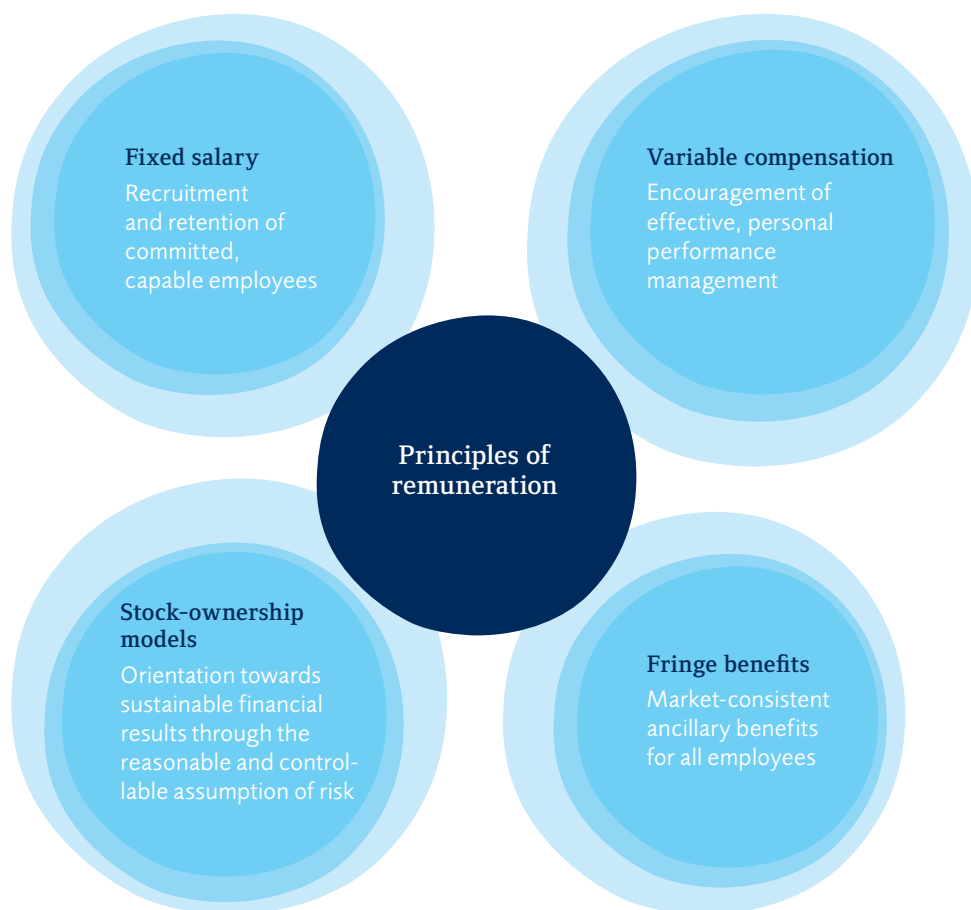 Fixed salary
Recruitment
and retention of
committed,
capable employees
Variable compensation
Encouragement of
effective, personal
performance
management
Principles of
remuneration
Stock-ownership
models
Orientation towards
sustainable financial
results through the
reasonable and control-
lable assumption of risk
Fringe benefits
Market-consistent
ancillary benefits
for all employees